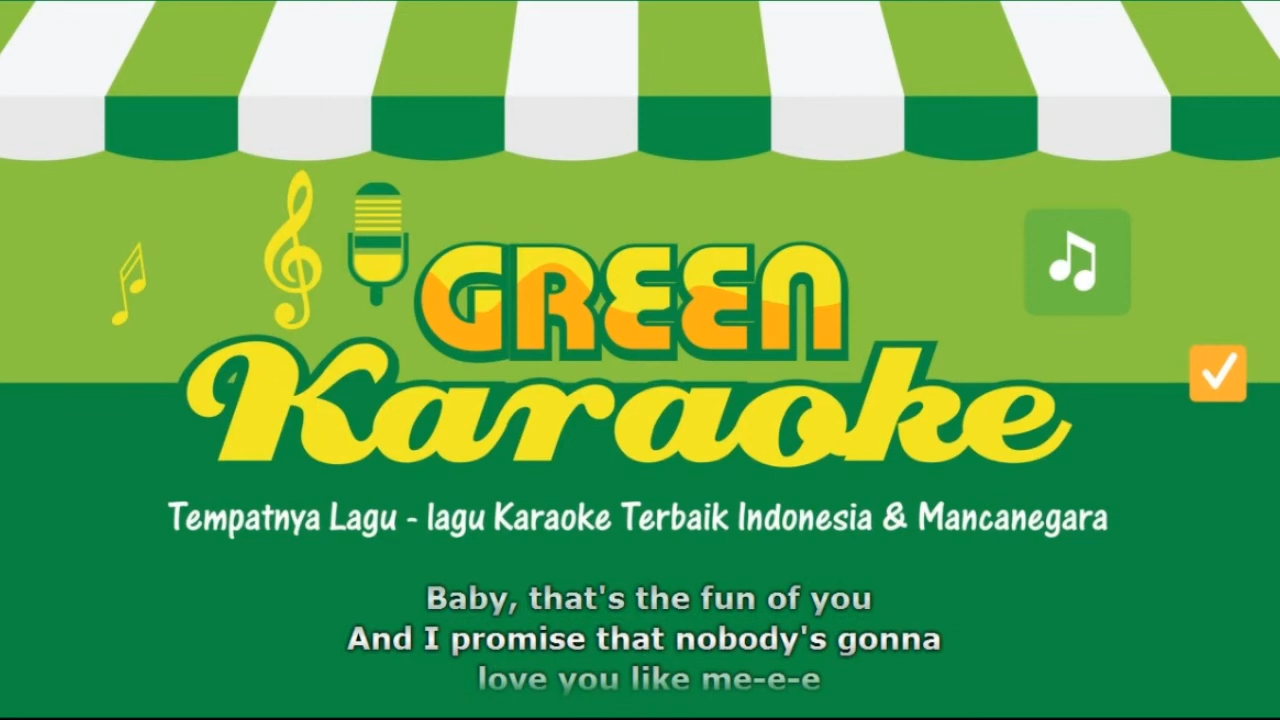 GREEN
Karaoke
Tempatnya Lagu - lagu Karaoke Terbaik Indonesia & Mancanegara
Baby, that's the fun of you
And I promise that nobody's gonna
love you like me-e-e